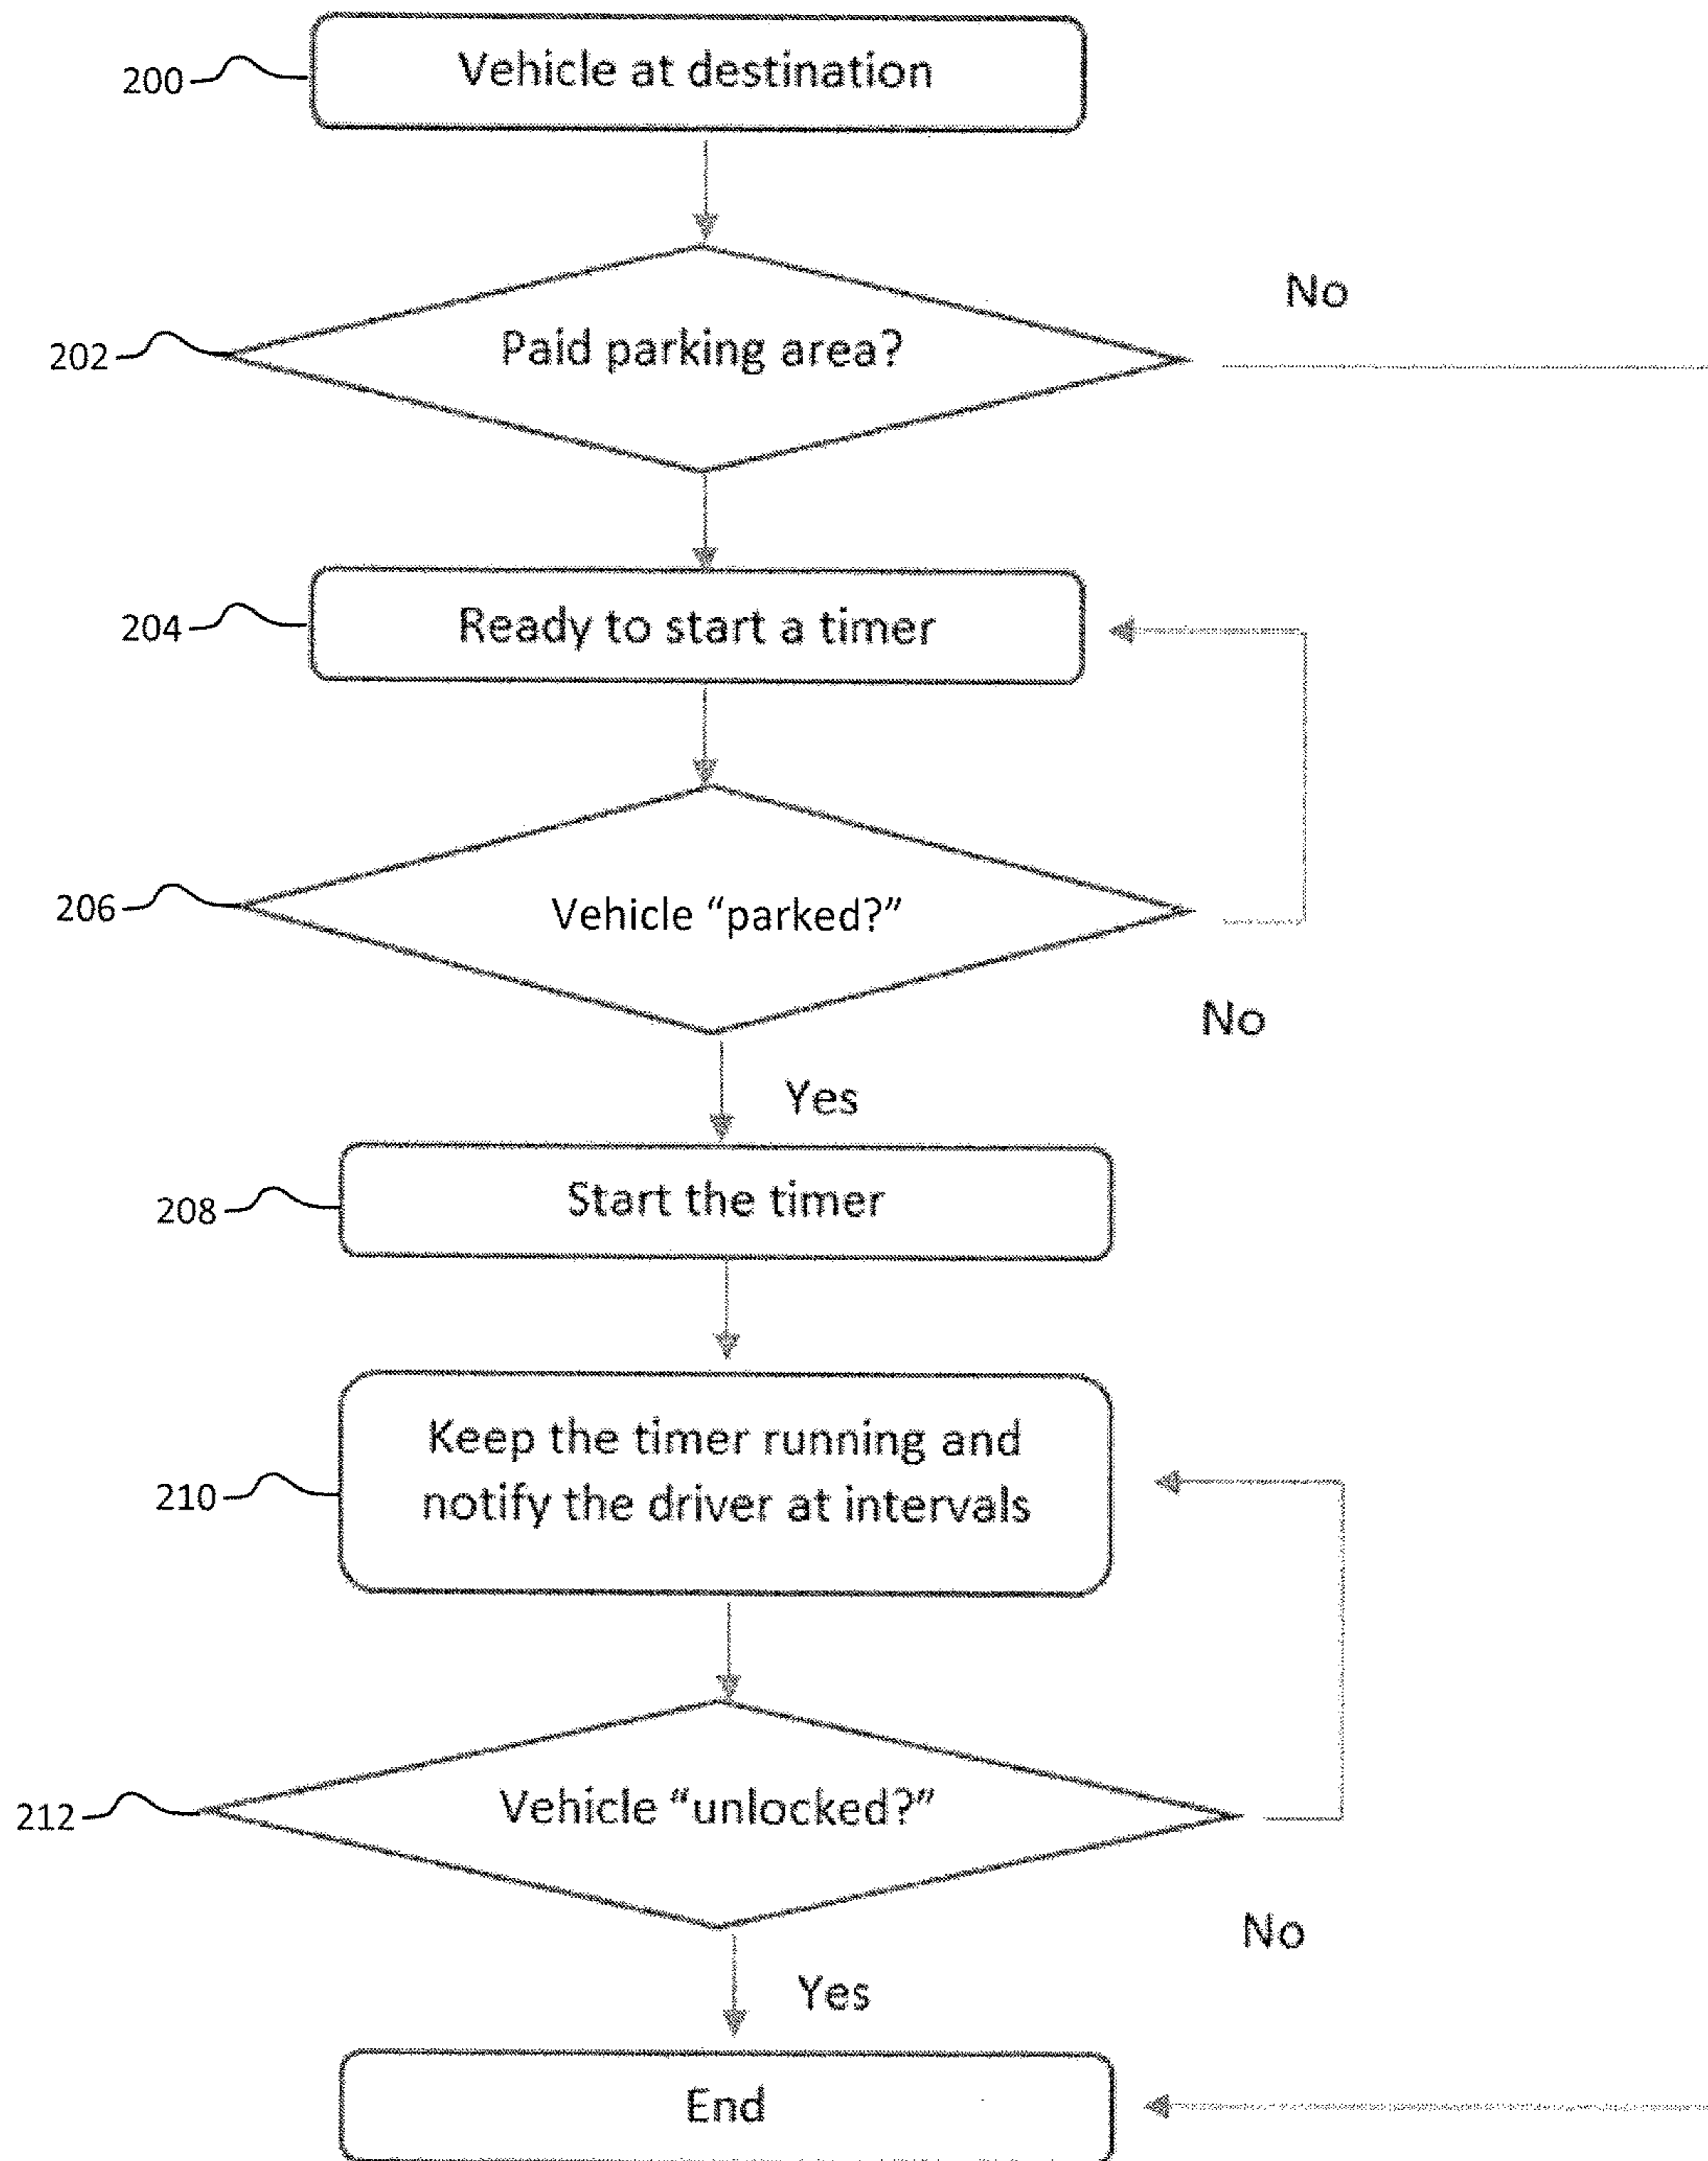 200
Vehicle at destination
No
202
Paid parking area?
204
Ready to start a timer
206
Vehicle “parked?”
No
Yes
208
Start the timer
Keep the timer running and
210
notify the driver at intervals
212
Vehicle “unlocked?”
No
Yes
End